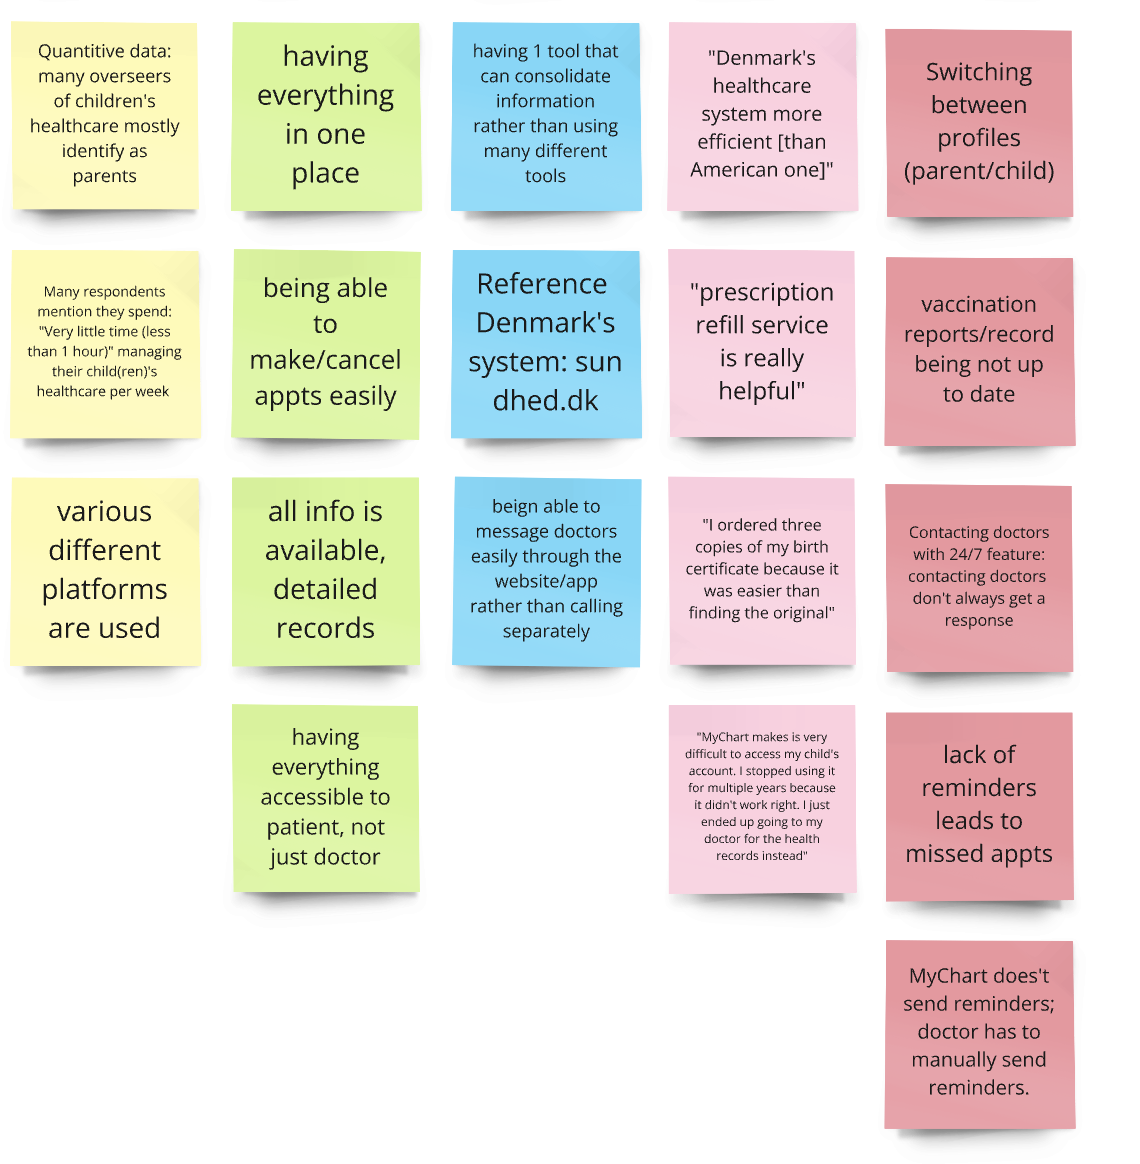 Quantitive data:
many overseers
of children's
healthcare mostly
identify as
parents
having
everything
in one
place
having 1 tool that
can consolidate
information
rather than using
many different
tools
"Denmark's
healthcare
system more
efficient [than
American one]"
Switching
between
profiles
(parent/child)
Many respondents
mention they spend:
"Very little time (less
than 1 hour)" managing
their child(ren)'s
healthcare per week
being able
to
make/cancel
appts easily
Reference
Denmark's
system: sun
dhed.dk
"prescription
refill service
is really
helpful"
vaccination
reports/record
being not up
to date
various
different
platforms
are used
all info is
available,
detailed
records
beign able to
message doctors
easily through the
website/app
rather than calling
separately
"I ordered three
copies of my birth
certificate because it
was easier than
finding the original"
Contacting doctors
with 24/7 feature:
contacting doctors
don't always get a
response
having
everything
accessible to
patient, not
just doctor
"MyChart makes is very
difficult to access my child's
account. I stopped using it
for multiple years because
it didn't work right. I just
ended up going to my
doctor for the health
records instead"
lack of
reminders
leads to
missed appts
MyChart does't
send reminders;
doctor has to
manually send
reminders.